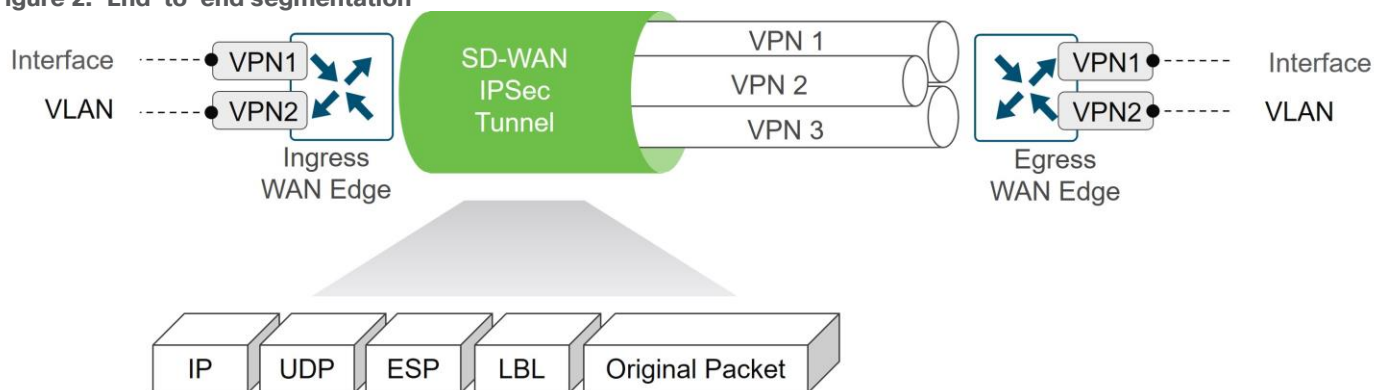 Figure 2. End-to-end segmentation
Interface
VLAN
VPN1
VPN2
Ingress
WAN Edge
SD-WAN
IPSec
Tunnel
VPN 1
VPN 2
VPN 3
VPN1
VPN2
Egress
WAN Edge
Interface
VLAN
IP
UDP
ESP
LBL
Original Packet